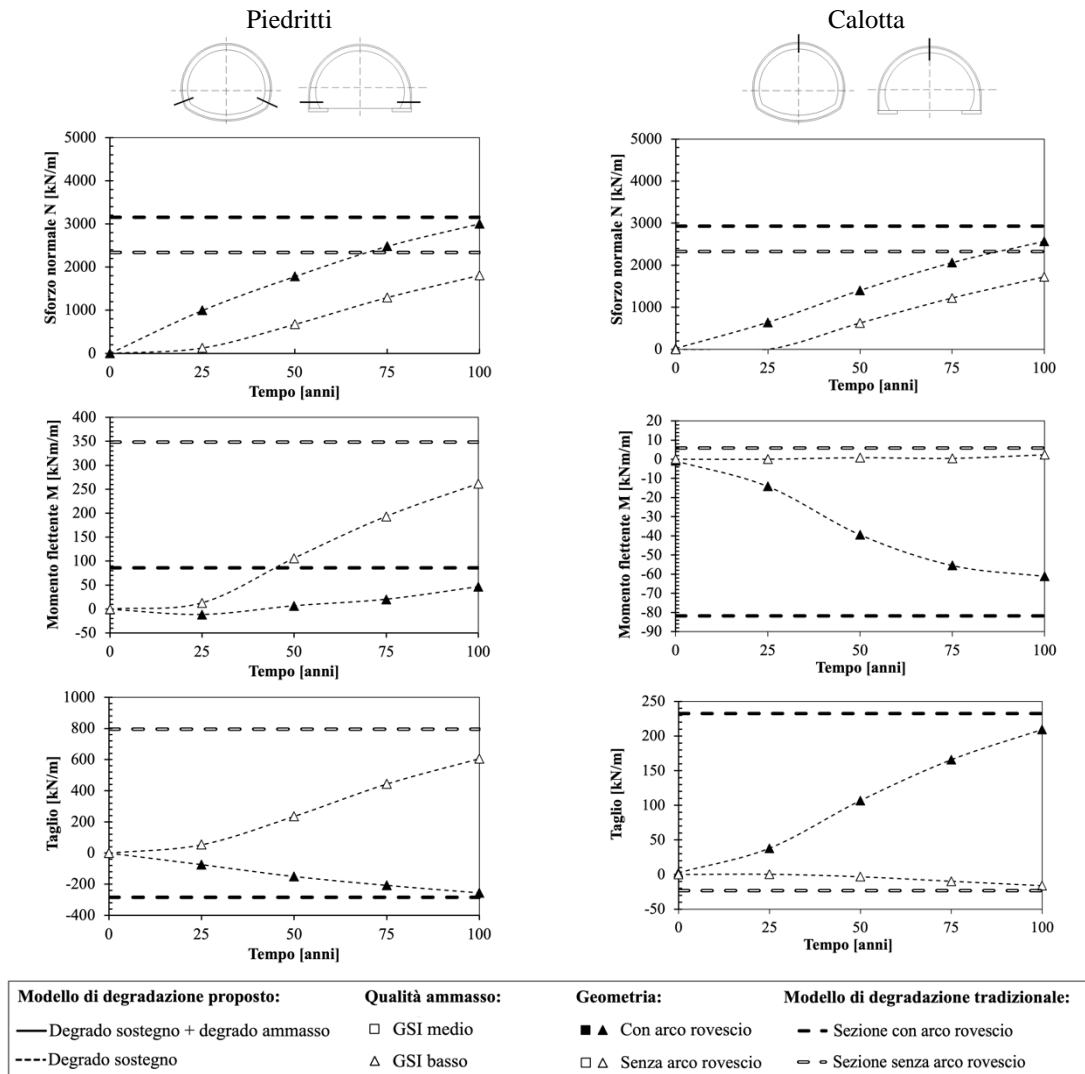 Piedritti
Calotta
Sforzo normale N [kN/m]
5000
4000
3000
2000
1000
0
0 25 50 75 100
Tempo [anni]
Sforzo normale N [kN/m]
5000
4000
3000
2000
1000
0
0 25 50 75 100
Tempo [anni]
Momento flettente M [kNm/m]
400
350
300
250
200
150
100
50
0
-50
0 25 50 75 100
Tempo [anni]
Momento flettente M [kNm/m]
20
10
0
-10
-20
-30
-40
-50
-60
-70
-80
-90
0 25 50 75 100
Tempo [anni]
Taglio [kN/m]
1000
800
600
400
200
0
-200
-400
0 25 50 75 100
Tempo [anni]
Taglio [kN/m]
250
200
150
100
50
0
-50
0 25 50 75 100
Tempo [anni]
Modello di degradazione proposto:
Degrado sostegno + degrado ammasso
Degrado sostegno
Qualità ammasso:
GSI medio
GSI basso
Geometria:
Con arco rovescio
Senza arco rovescio
Modello di degradazione tradizionale:
Sezione con arco rovescio
Sezione senza arco rovescio